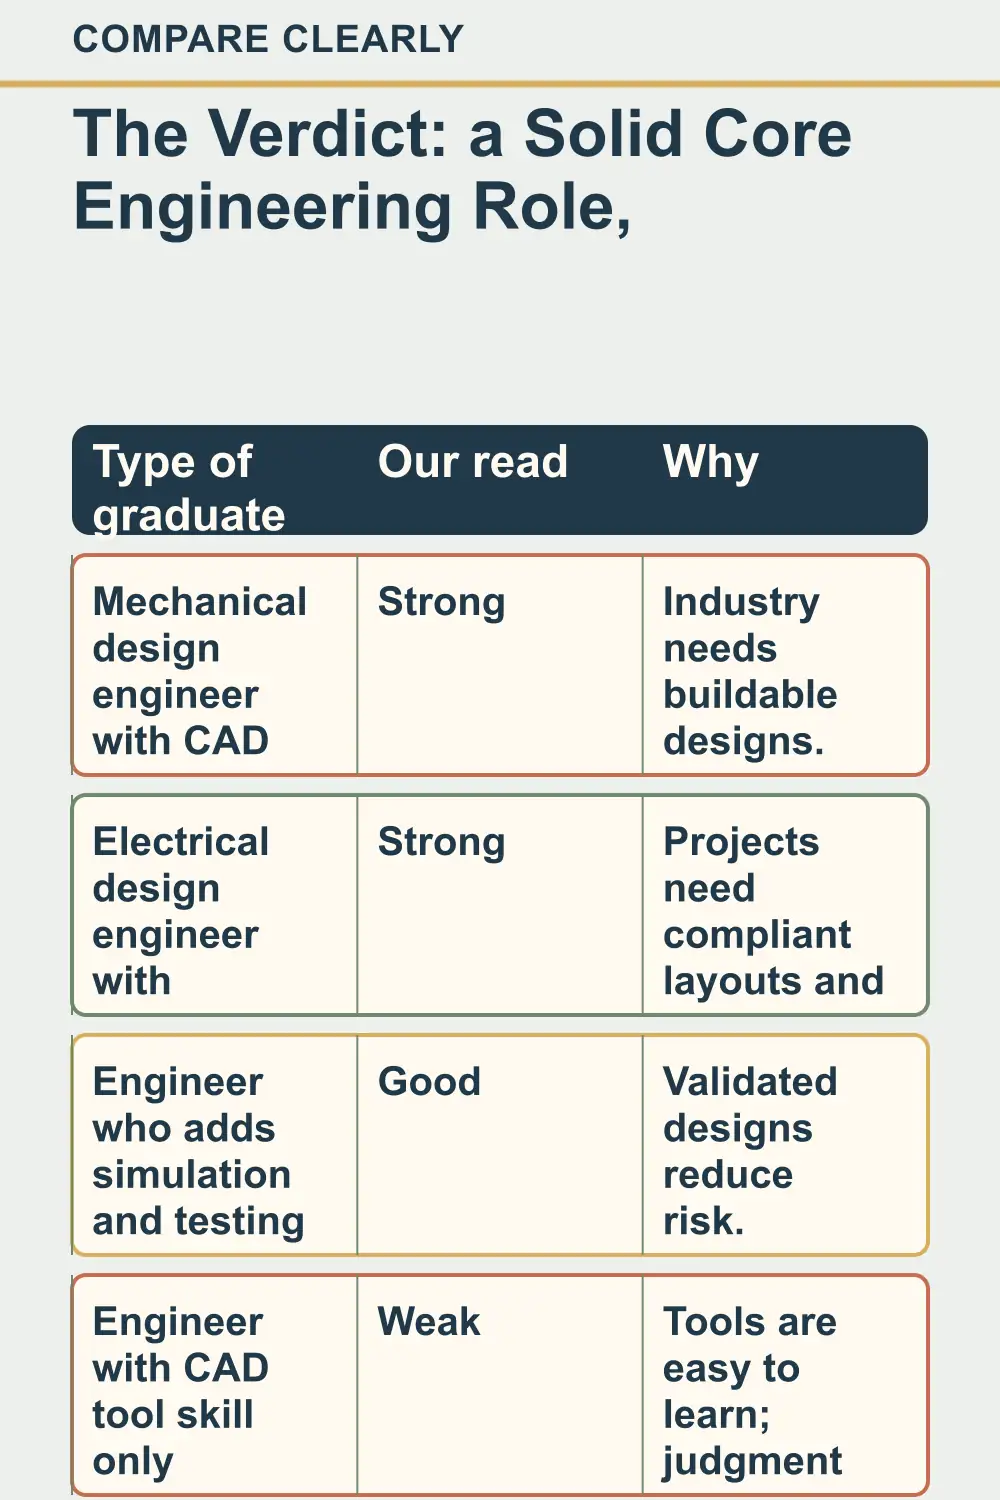 COMPARE CLEARLY
The Verdict: a Solid Core
Engineering Role,
Type of
graduate
Our read
Why
Mechanical
design
engineer
with CAD
Strong
Industry
needs
buildable
designs.
Electrical
design
engineer
with
Strong
Projects
need
compliant
layouts and
Engineer
who adds
simulation
and testing
Good
Validated
designs
reduce
risk.
Engineer
with CAD
tool skill
only
Weak
Tools are
easy to
learn;
judgment